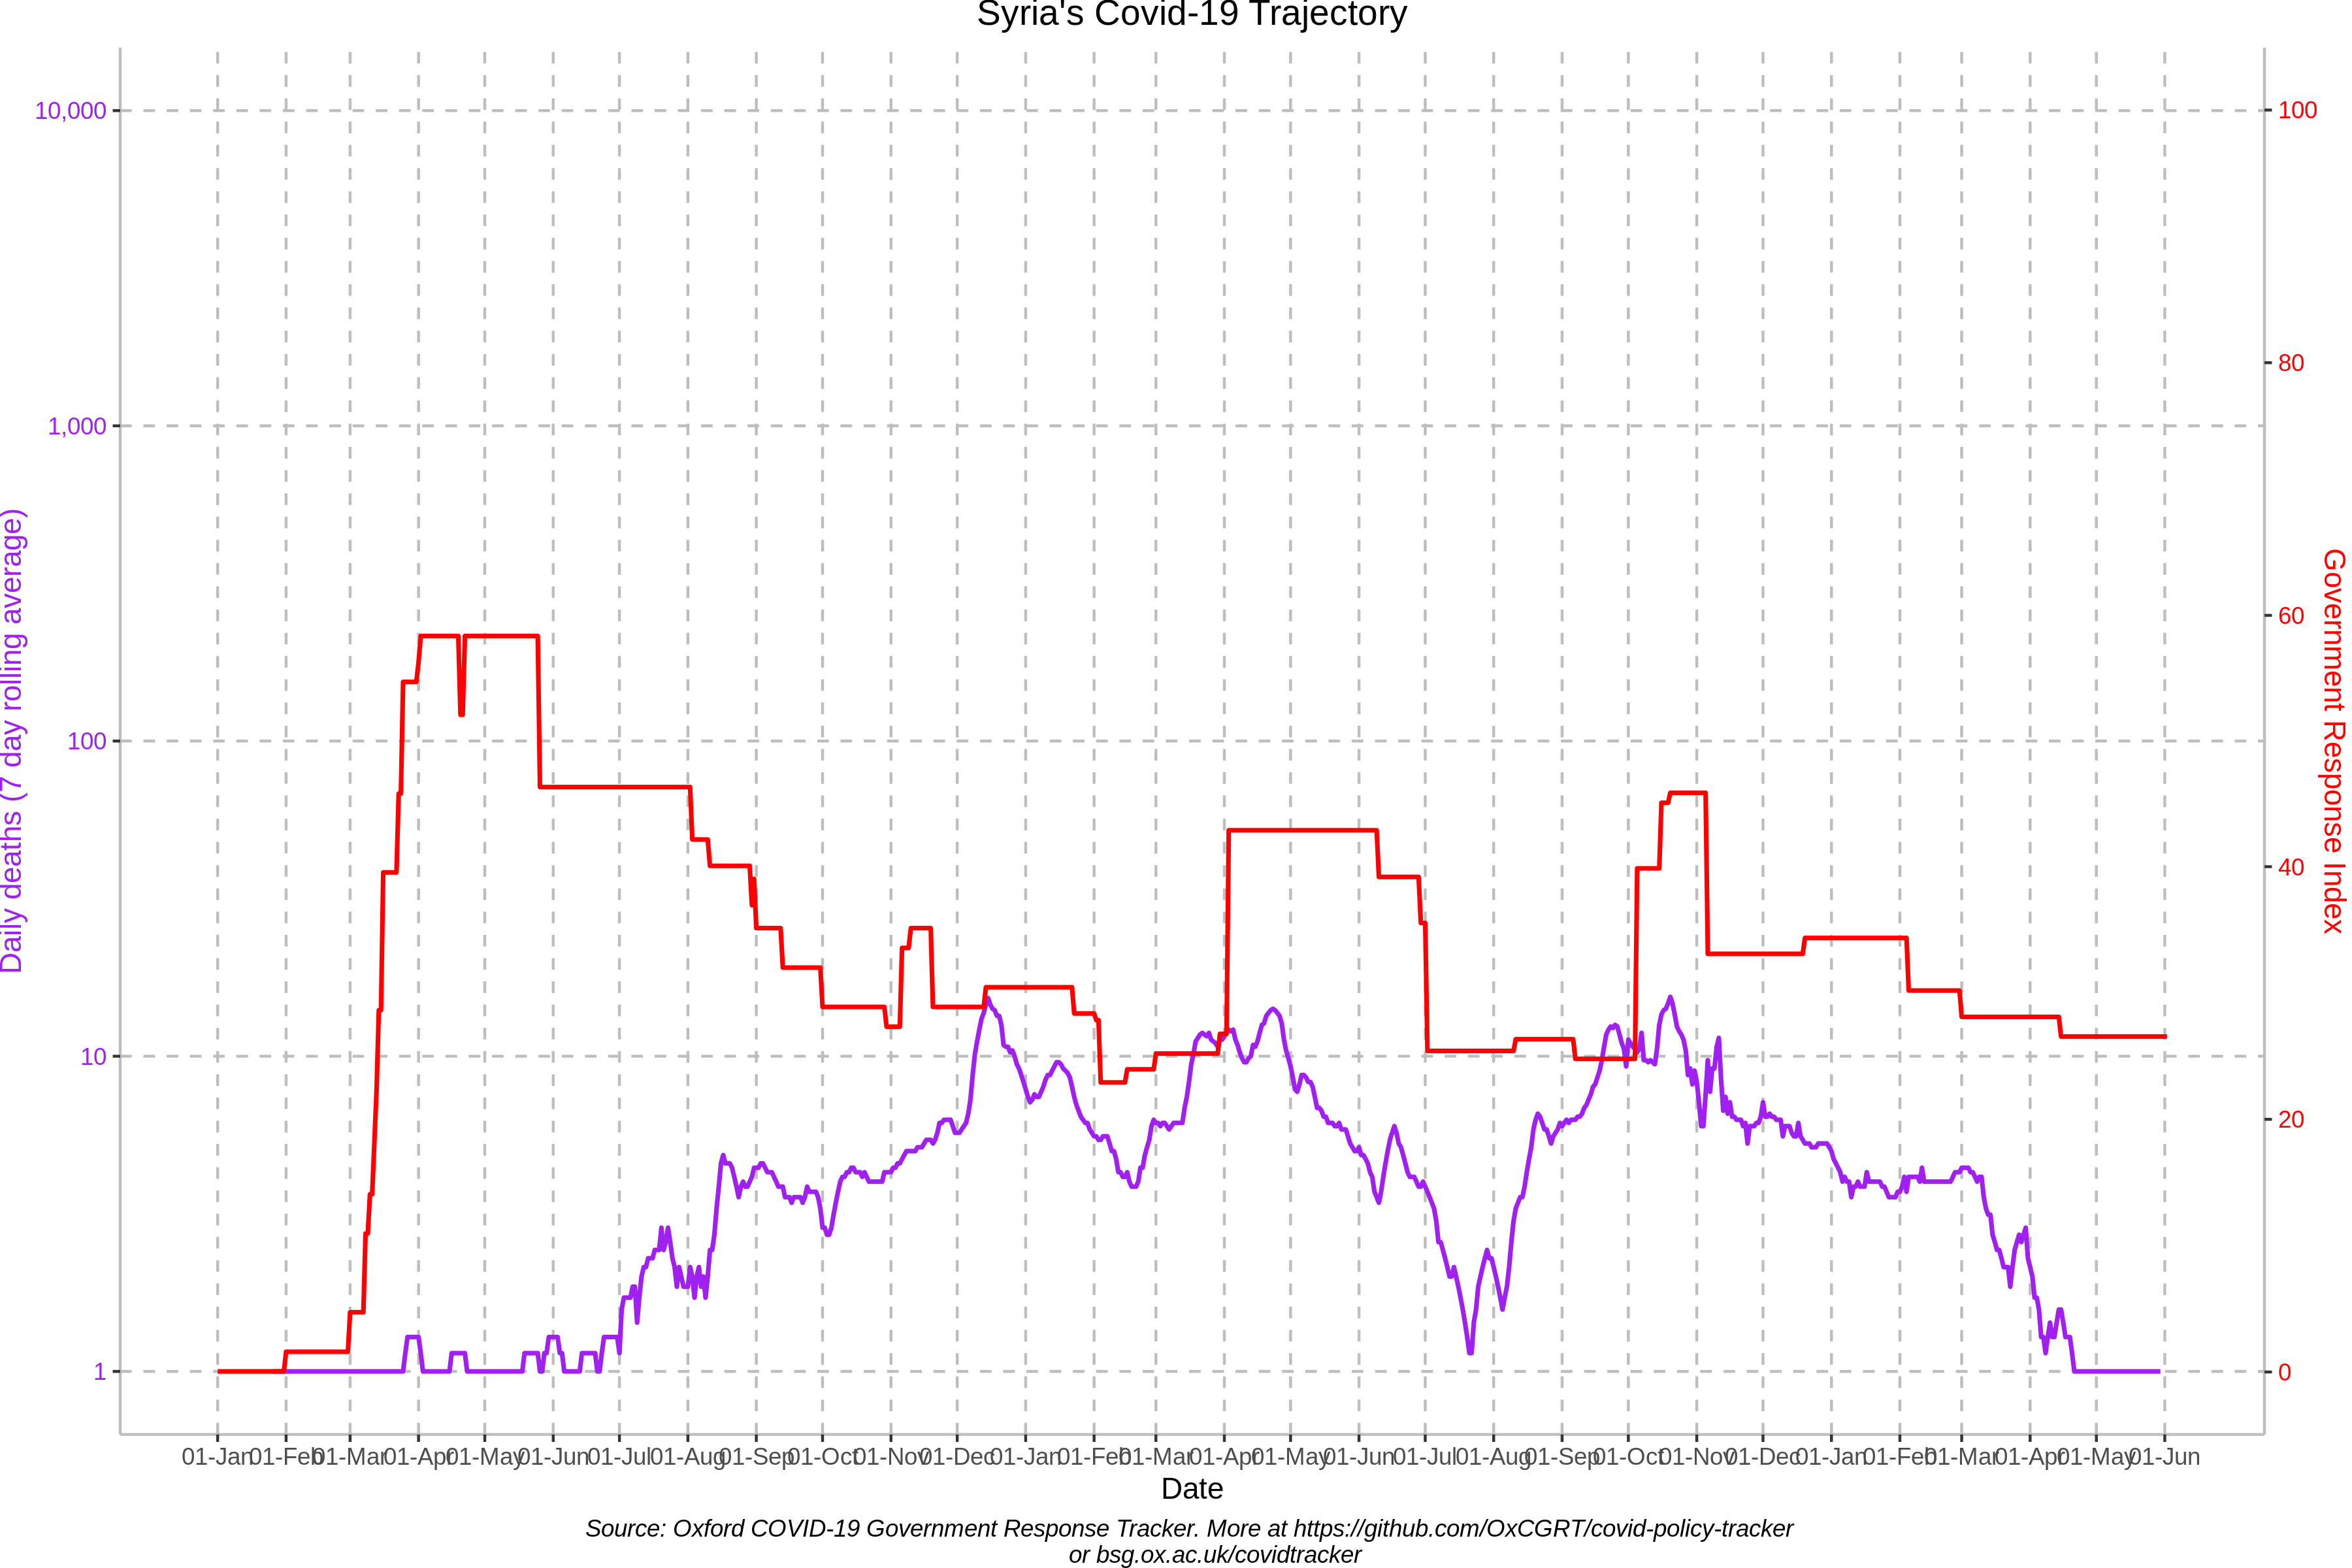 Syria's Covid-19 Trajectory
10,000
1,000
100
10
1
Daily deaths (7 day rolling average)
100
80
60
40
20
0
Government Response Index
01-Jan 01-Feb 01-Mar 01-Apr 01-May 01-Jun 01-Jul 01-Aug 01-Sep 01-Oct 01-Nov 01-Dec 01-Jan 01-Feb 01-Mar 01-Apr 01-May 01-Jun 01-Jul 01-Aug 01-Sep 01-Oct 01-Nov 01-Dec 01-Jan 01-Feb 01-Mar 01-Apr 01-May 01-Jun
Date
Source: Oxford COVID-19 Government Response Tracker. More at https://github.com/OxCGRT/covid-policy-tracker
or bsg.ox.ac.uk/covidtracker